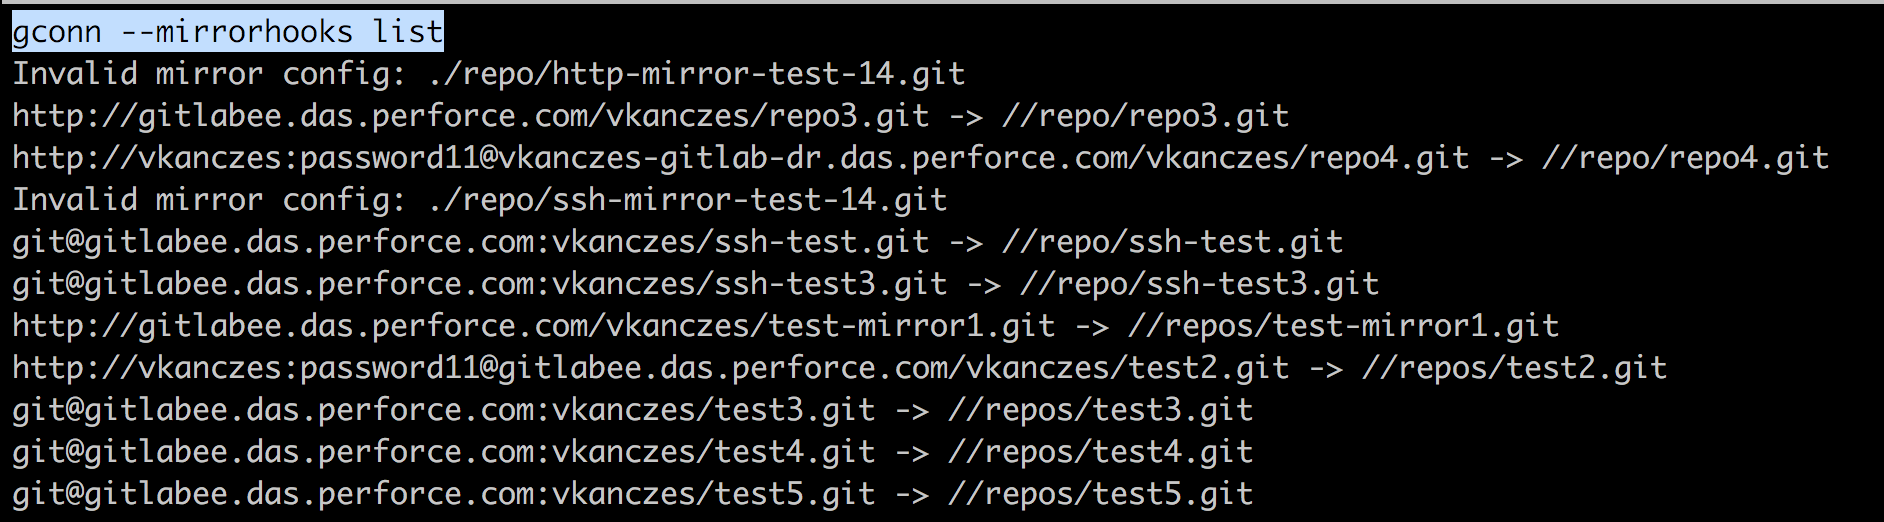 gconn --mirrorhooks list
Invalid mirror config: ./repo/http-mirror-test-14.git
http://gitlabee.das.perforce.com/vkanczes/repo3.git -> //repo/repo3.git
http://vkanczes:password11@vkanczes-gitlab-dr.das.perforce.com/vkanczes/repo4.git -> //repo/repo4.git
Invalid mirror config: ./repo/ssh-mirror-test-14.git
git@gitlabee.das.perforce.com:vkanczes/ssh-test.git -> //repo/ssh-test.git
git@gitlabee.das.perforce.com:vkanczes/ssh-test3.git -> //repo/ssh-test3.git
http://gitlabee.das.perforce.com/vkanczes/test-mirror1.git -> //repos/test-mirror1.git
http://vkanczes:password11@gitlabee.das.perforce.com/vkanczes/test2.git -> //repos/test2.git
git@gitlabee.das.perforce.com:vkanczes/test3.git -> //repos/test3.git
git@gitlabee.das.perforce.com:vkanczes/test4.git -> //repos/test4.git
git@gitlabee.das.perforce.com:vkanczes/test5.git -> //repos/test5.git